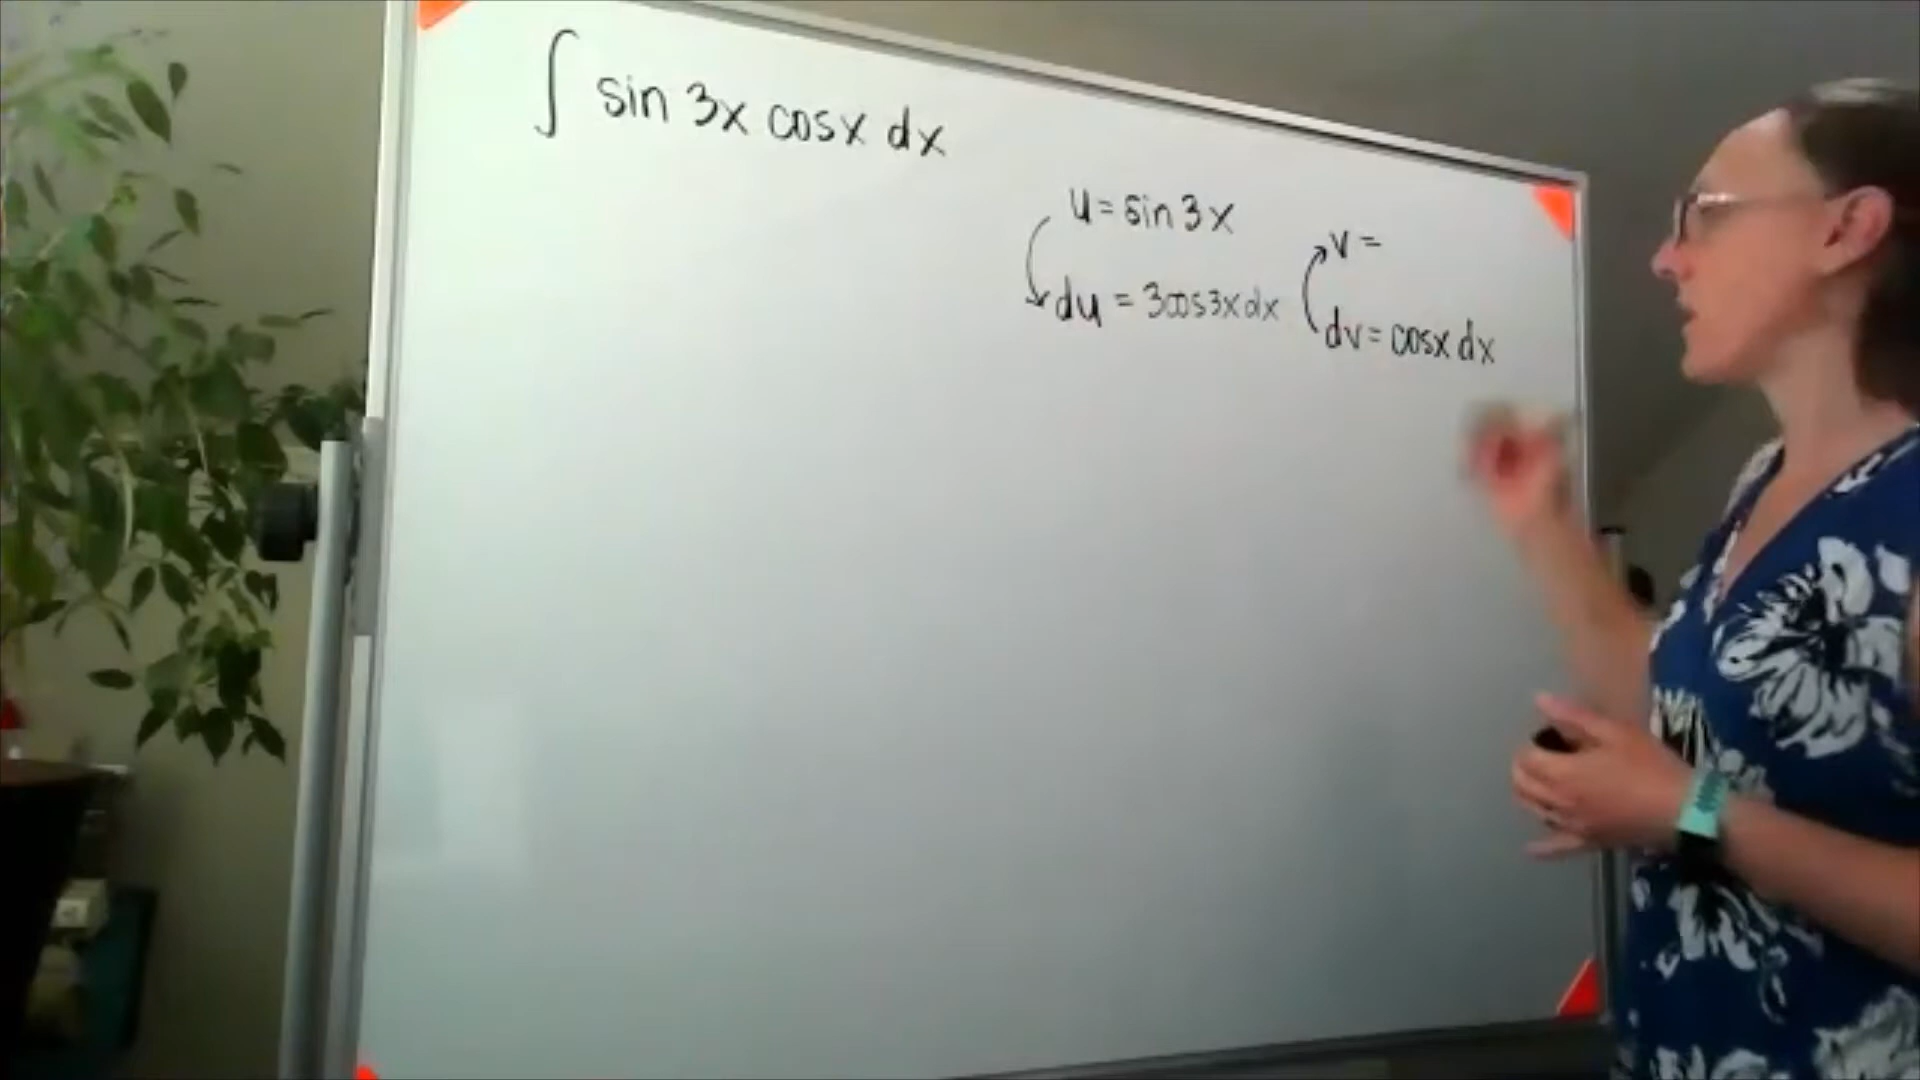 ∫ sin 3x cosx dx
u = sin 3x
v =
du = 3cos3x dx
dv = cosx dx